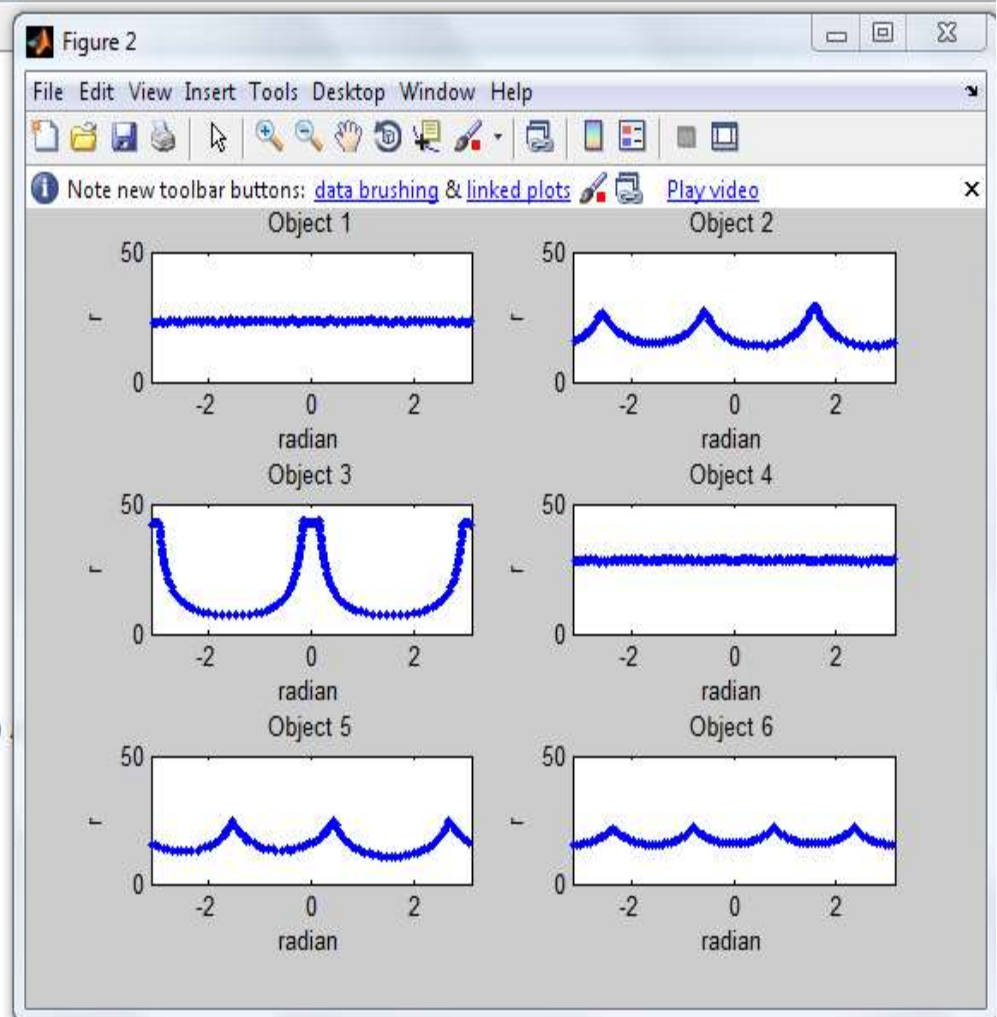 Figure 2
File Edit View Insert Tools Desktop Window Help
Note new toolbar buttons: data brushing & linked plots Play video
Object 1
50
r
0
-2 0 2
radian
Object 2
50
r
0
-2 0 2
radian
Object 3
50
r
0
-2 0 2
radian
Object 4
50
r
0
-2 0 2
radian
Object 5
50
r
0
-2 0 2
radian
Object 6
50
r
0
-2 0 2
radian